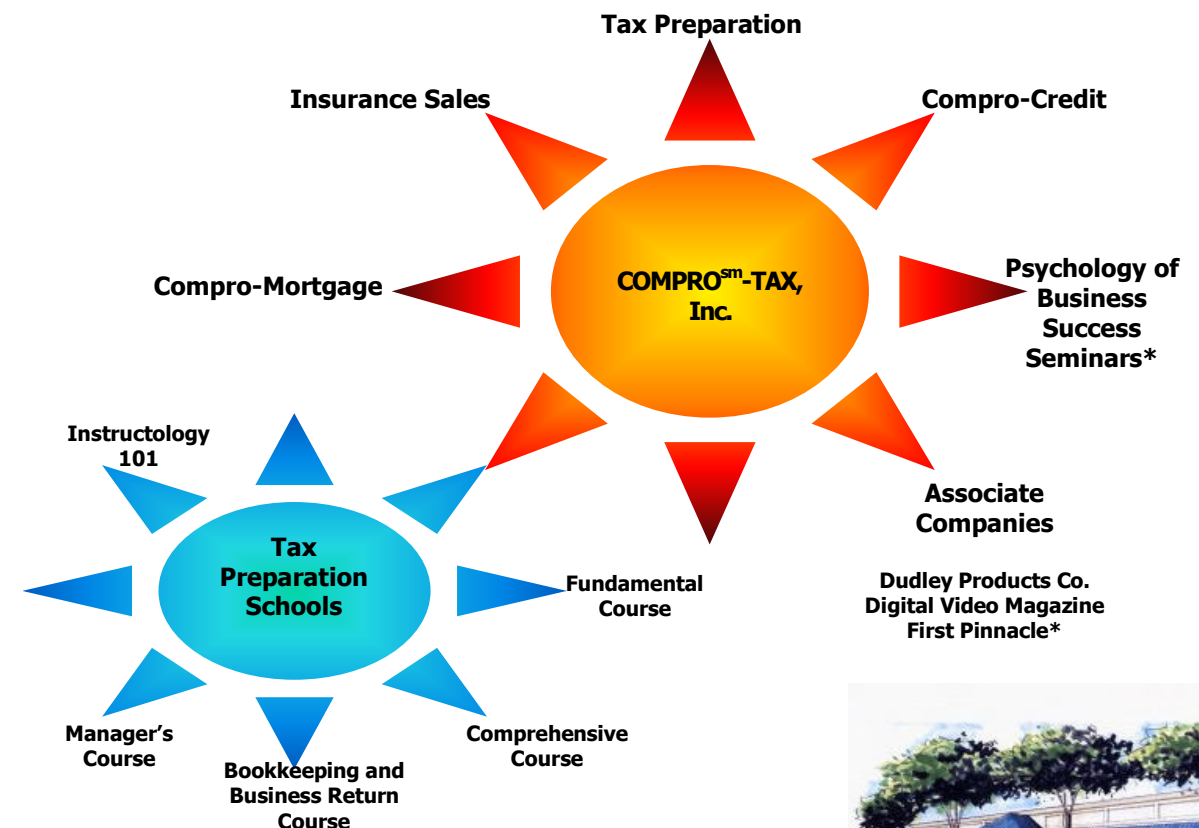 Tax Preparation
Insurance Sales
Compro-Credit
Compro-Mortgage
COMPROsm-TAX,
Inc.
Psychology of
Business
Success
Seminars*
Associate
Companies
Dudley Products Co.
Digital Video Magazine
First Pinnacle*
Instructology
101
Tax
Preparation
Schools
Fundamental
Course
Manager’s
Course
Comprehensive
Course
Bookkeeping and
Business Return
Course